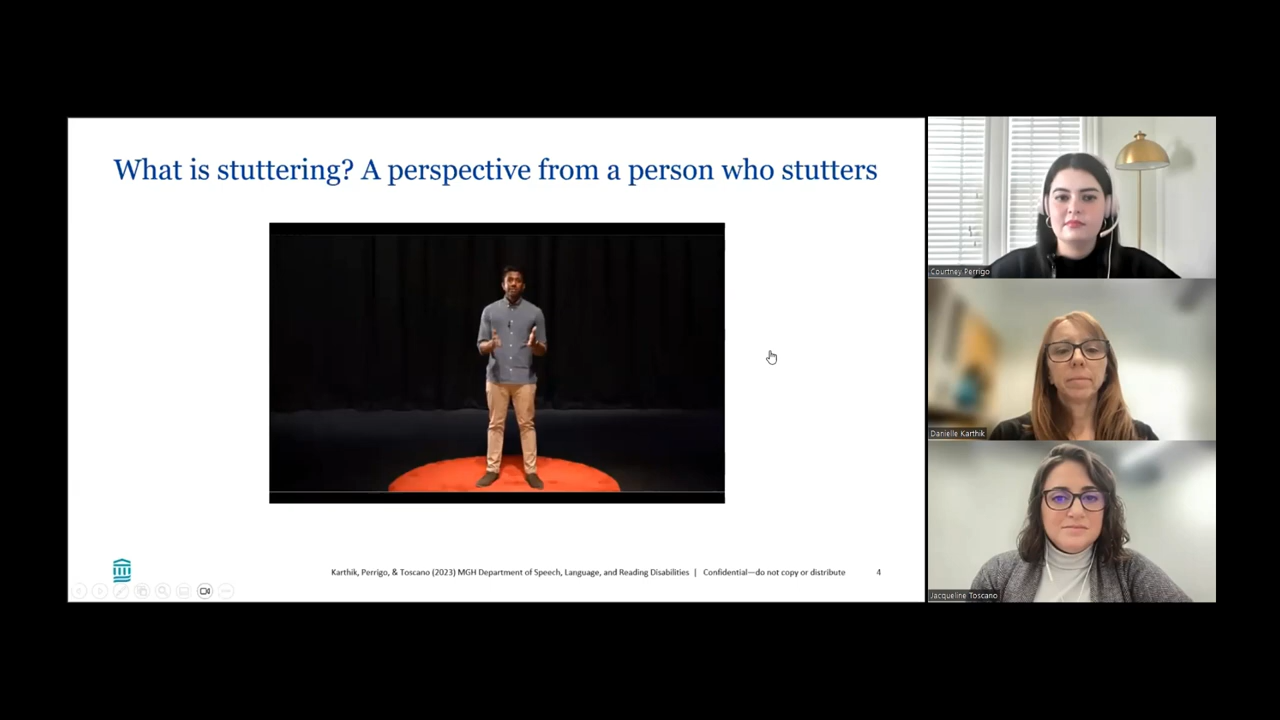 What is stuttering? A perspective from a person who stutters
Courtney Perrigo
Danielle Karthik
Karthik, Perrigo, & Toscano (2023) MGH Department of Speech, Language, and Reading Disabilities | Confidential—do not copy or distribute 4
Jacqueline Toscano